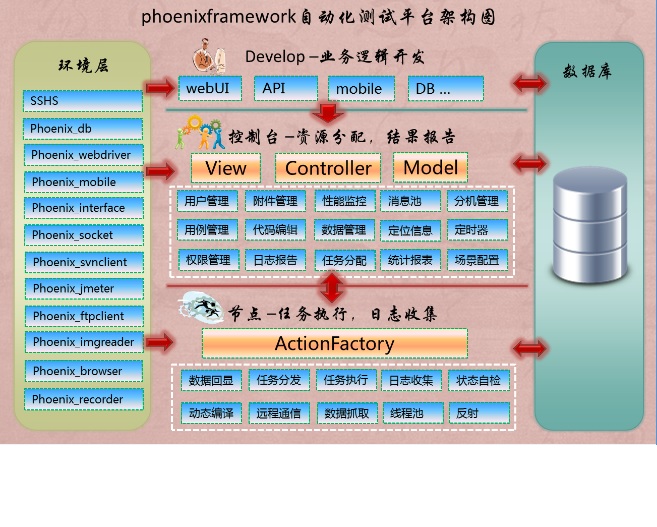 phoenixframework自动化测试平台架构图
环境层
SSHS
Phoenix_db
Phoenix_webdriver
Phoenix_mobile
Phoenix_interface
Phoenix_socket
Phoenix_svnclient
Phoenix_jmeter
Phoenix_ftpclient
Phoenix_imgreader
Phoenix_browser
Phoenix_recorder
Develop –业务逻辑开发
webUI API mobile DB ...
控制台 –资源分配，结果报告
View Controller Model
用户管理 附件管理 性能监控 消息池 分机管理
用例管理 代码编辑 数据管理 定位信息 定时器
权限管理 日志报告 任务分配 统计报表 场景配置
节点 –任务执行，日志收集
ActionFactory
数据回显 任务分发 任务执行 日志收集 状态自检
动态编译 远程通信 数据抓取 线程池 反射
数据库